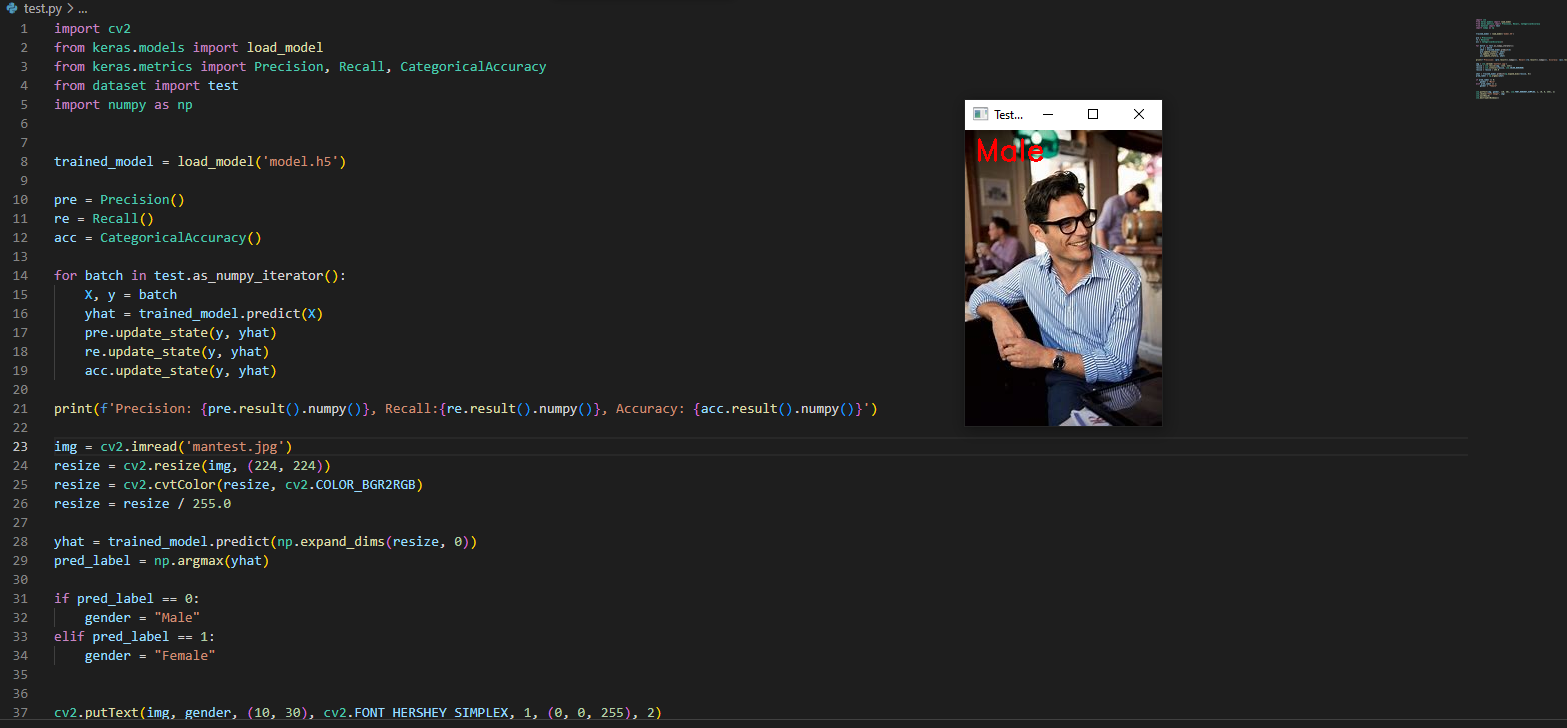 test.py > ...
1 import cv2
2 from keras.models import load_model
3 from keras.metrics import Precision, Recall, CategoricalAccuracy
4 from dataset import test
5 import numpy as np
6
7
8 trained_model = load_model('model.h5')
9
10 pre = Precision()
11 re = Recall()
12 acc = CategoricalAccuracy()
13
14 for batch in test.as_numpy_iterator():
15     X, y = batch
16     yhat = trained_model.predict(X)
17     pre.update_state(y, yhat)
18     re.update_state(y, yhat)
19     acc.update_state(y, yhat)
20
21 print(f'Precision: {pre.result().numpy()}, Recall:{re.result().numpy()}, Accuracy: {acc.result().numpy()}')
22
23 img = cv2.imread('mantest.jpg')
24 resize = cv2.resize(img, (224, 224))
25 resize = cv2.cvtColor(resize, cv2.COLOR_BGR2RGB)
26 resize = resize / 255.0
27
28 yhat = trained_model.predict(np.expand_dims(resize, 0))
29 pred_label = np.argmax(yhat)
30
31 if pred_label == 0:
32     gender = "Male"
33 elif pred_label == 1:
34     gender = "Female"
35
36
37 cv2.putText(img, gender, (10, 30), cv2.FONT_HERSHEY_SIMPLEX, 1, (0, 0, 255), 2)
Test...
Male